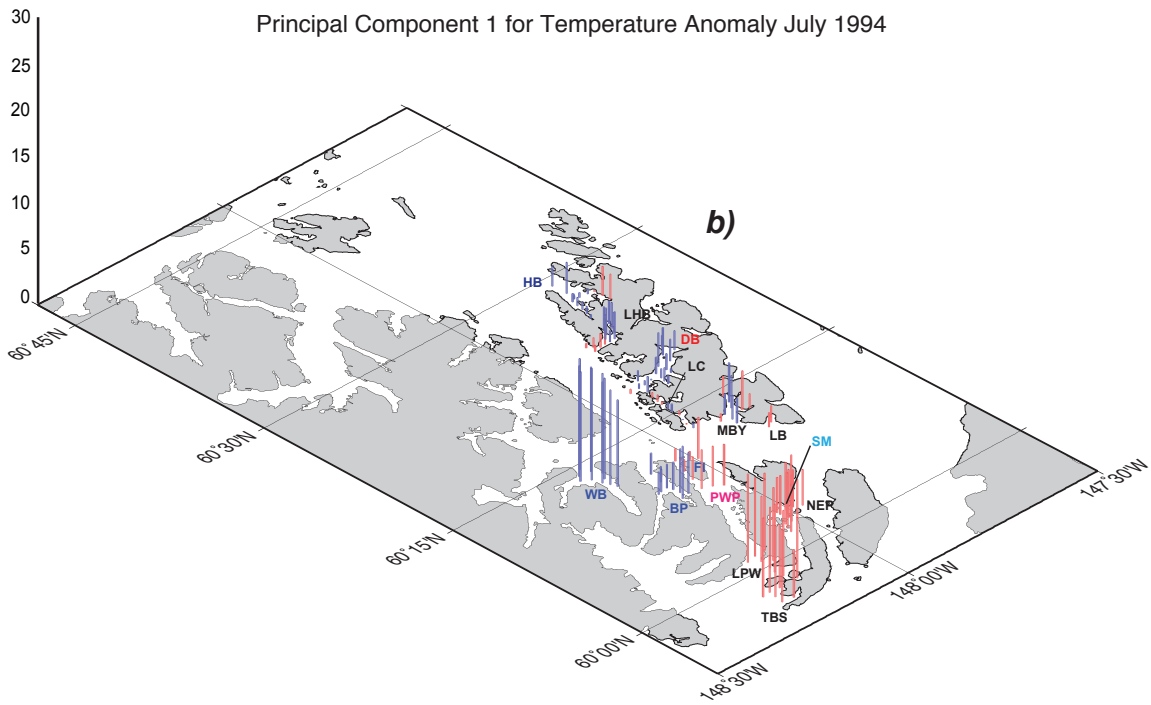 Principal Component 1 for Temperature Anomaly July 1994
30
25
20
15
10
5
0
b)
HB
LHB
DB
LC
MBY
LB
SM
FI
WB
BP
PWP
NEP
LPW
TBS
60°45'N
60°30'N
60°15'N
60°00'N
148°30'W
148°00'W
147°30'W